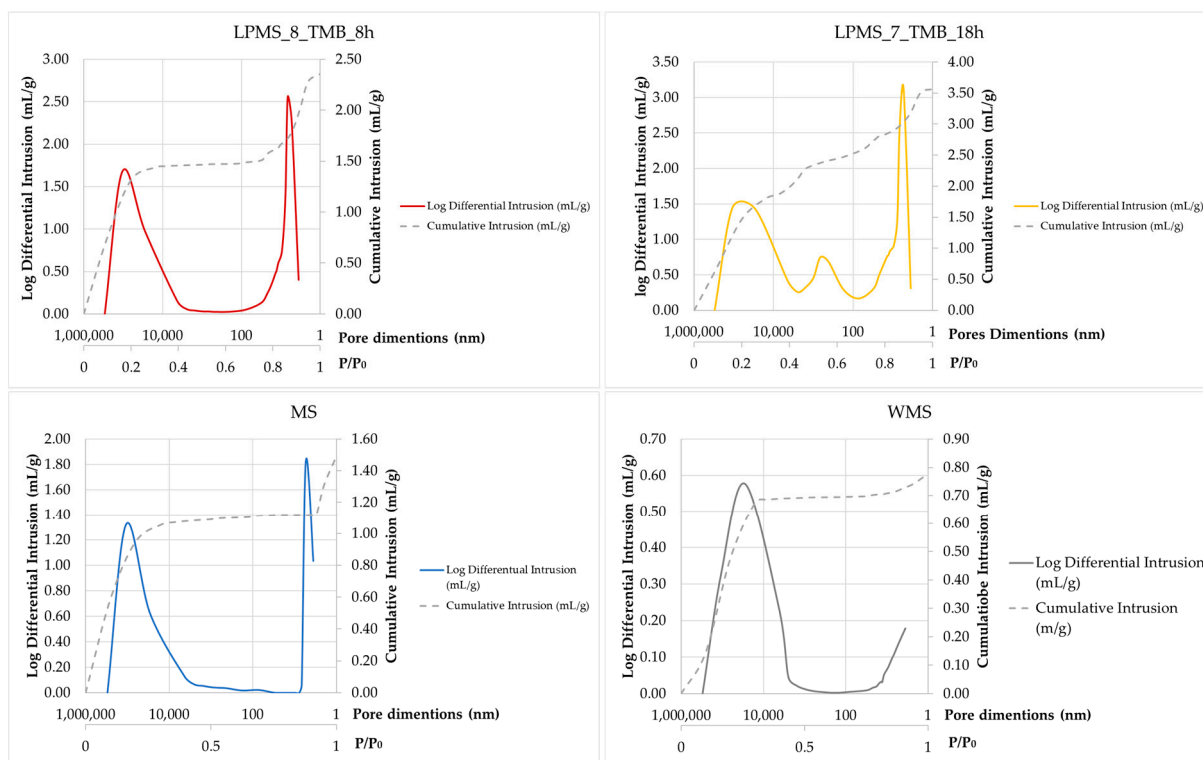 LPMS_8_TMB_8h
Log Differential Intrusion (mL/g)
3.00
2.50
2.00
1.50
1.00
0.50
0.00
2.50
2.00
1.50
1.00
0.50
0.00
Cumulative Intrusion (mL/g)
Log Differential Intrusion (mL/g)
Cumulative Intrusion (mL/g)
1,000,000 10,000 100 1
Pore dimentions (nm)
0 0.2 0.4 0.6 0.8 1
P/P0
LPMS_7_TMB_18h
log Differential Intrusion (mL/g)
3.50
3.00
2.50
2.00
1.50
1.00
0.50
0.00
4.00
3.50
3.00
2.50
2.00
1.50
1.00
0.50
0.00
Cumulative Intrusion (mL/g)
Log Differential Intrusion (mL/g)
Cumulative Intrusion (mL/g)
1,000,000 10,000 100 1
Pores Dimentions (nm)
0 0.2 0.4 0.6 0.8 1
P/P0
MS
Log Differential Intrusion (mL/g)
2.00
1.80
1.60
1.40
1.20
1.00
0.80
0.60
0.40
0.20
0.00
1.60
1.40
1.20
1.00
0.80
0.60
0.40
0.20
0.00
Cumulative Intrusion (mL/g)
Log Differentual Intrusion
(mL/g)
Cumulative Intrusion (mL/g)
1,000,000 10,000 100 1
Pore dimentions (nm)
0 0.5 1
P/P0
WMS
Log Differential Intrusion (mL/g)
0.70
0.60
0.50
0.40
0.30
0.20
0.10
0.00
0.90
0.80
0.70
0.60
0.50
0.40
0.30
0.20
0.10
0.00
Cumulatiobe Intrusion (mL/g)
Log Differential Intrusion
(mL/g)
Cumulative Intrusion
(m/g)
1,000,000 10,000 100 1
Pore dimentions (nm)
0 0.5 1
P/P0